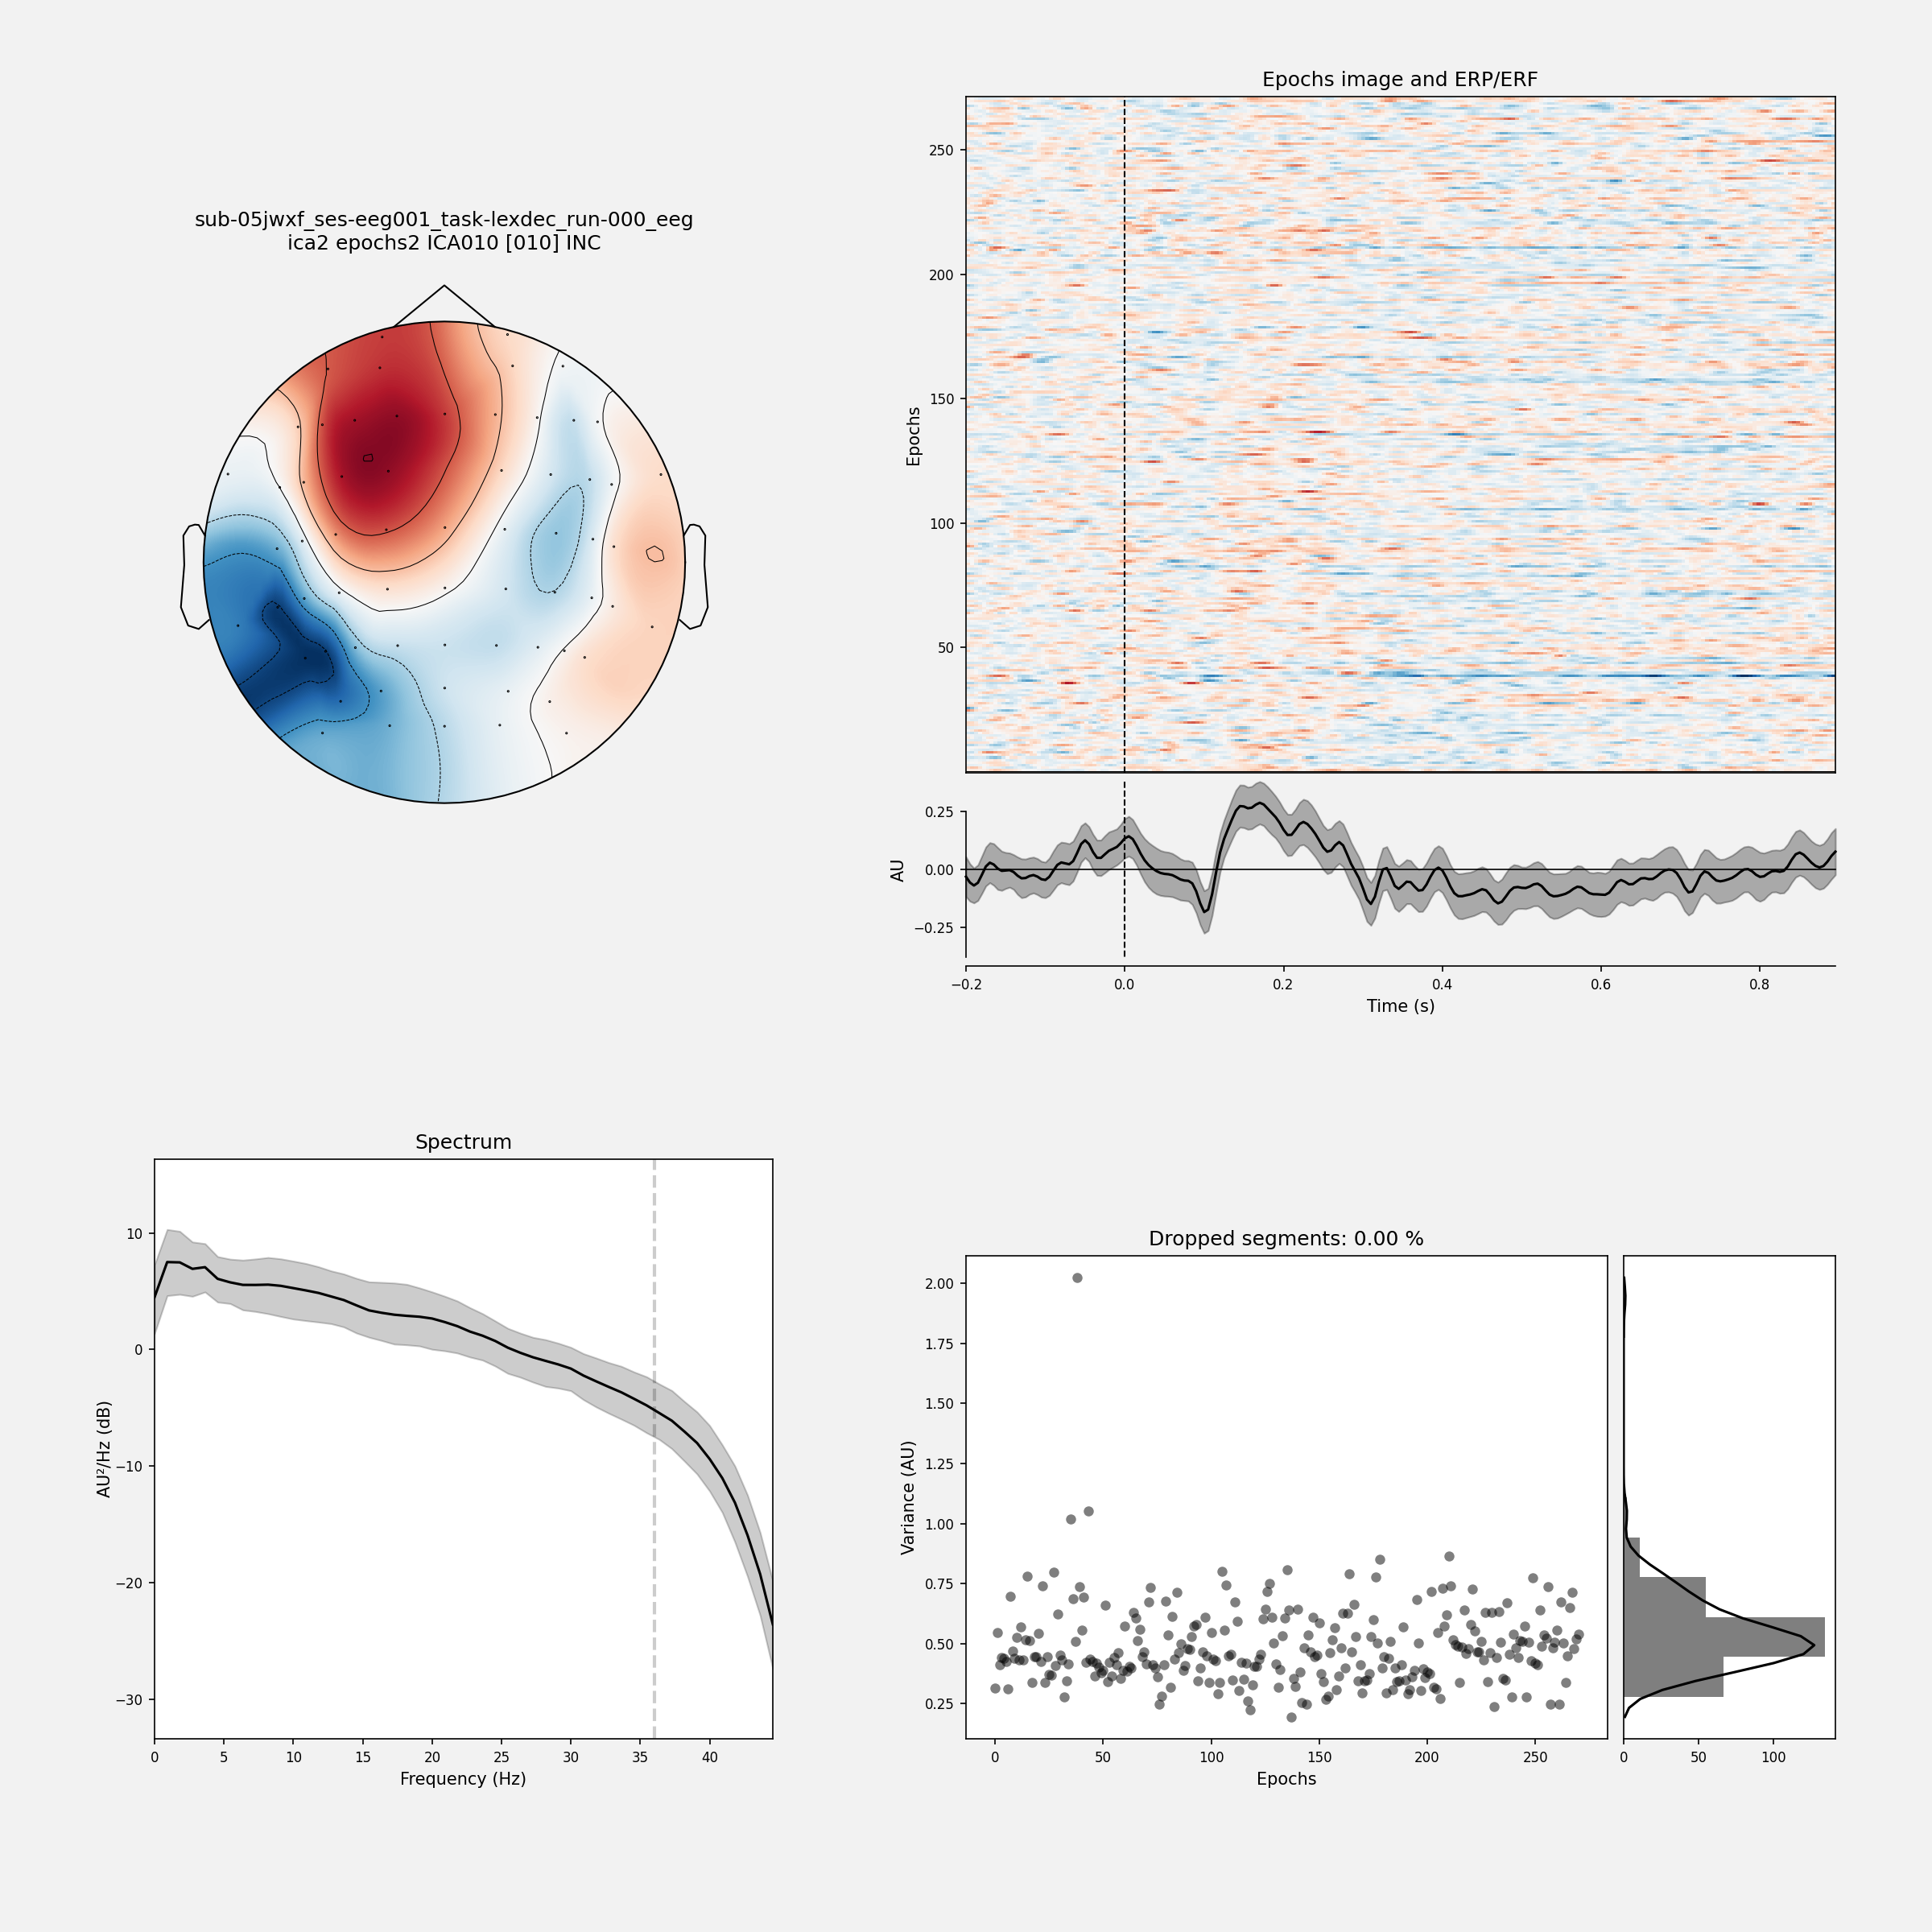 sub-05jwxf_ses-eeg001_task-lexdec_run-000_eeg
ica2 epochs2 ICA010 [010] INC
Epochs image and ERP/ERF
250
200
150
100
50
Epochs
0.25
0.00
−0.25
AU
−0.2 0.0 0.2 0.4 0.6 0.8
Time (s)
Spectrum
10
0
−10
−20
−30
AU²/Hz (dB)
0 5 10 15 20 25 30 35 40
Frequency (Hz)
Dropped segments: 0.00 %
2.00
1.75
1.50
1.25
1.00
0.75
0.50
0.25
Variance (AU)
0 50 100 150 200 250
Epochs
0 50 100